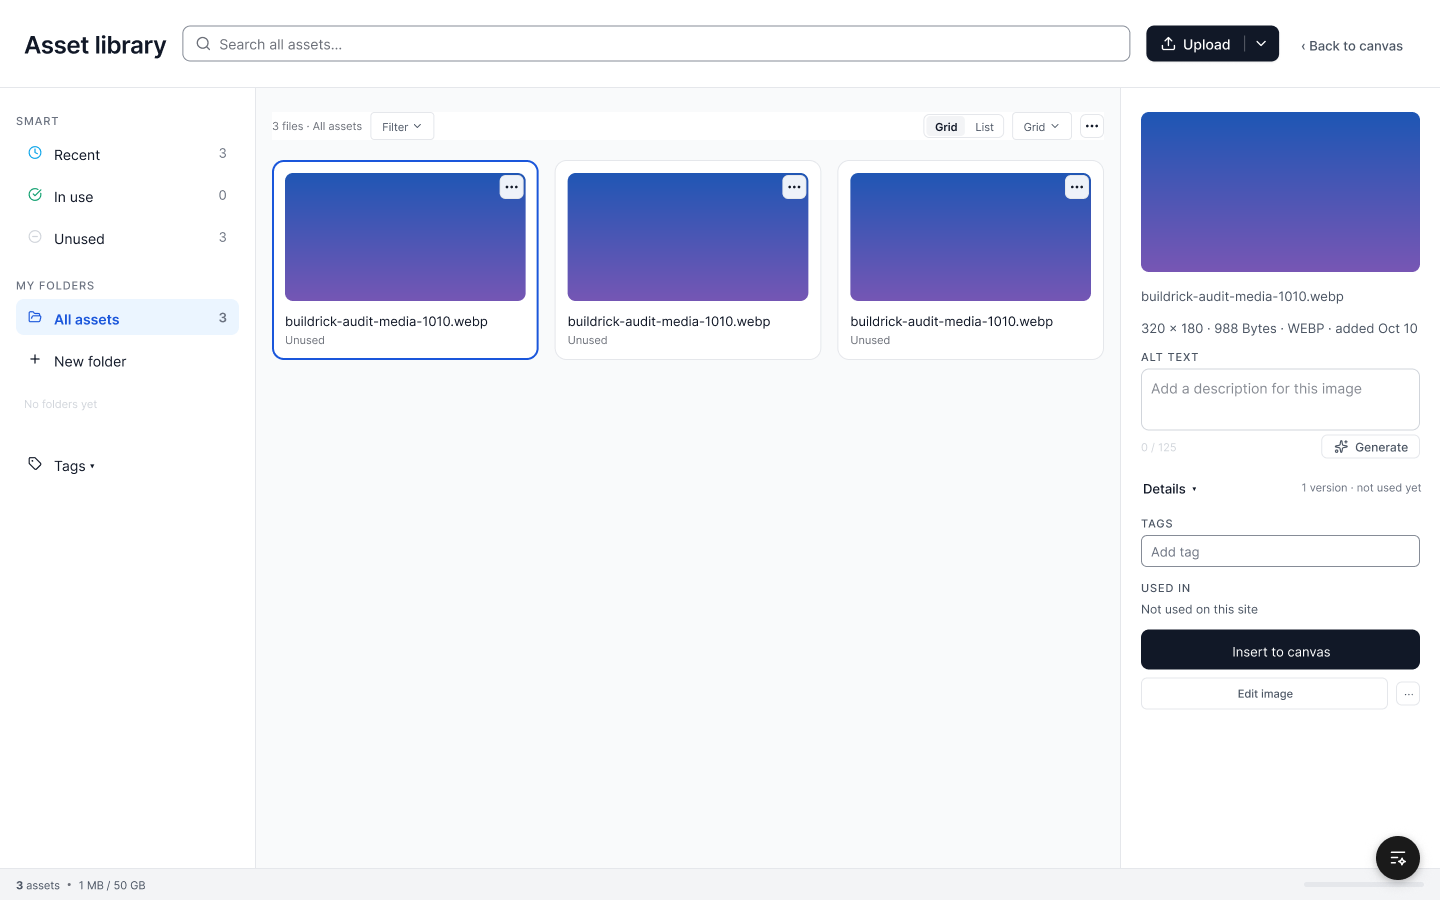 Asset library
Search all assets...
Upload
‹ Back to canvas
SMART
Recent 3
In use 0
Unused 3
MY FOLDERS
All assets 3
New folder
No folders yet
Tags ▾
3 files · All assets
Filter
Grid
List
Grid
buildrick-audit-media-1010.webp
Unused
buildrick-audit-media-1010.webp
Unused
buildrick-audit-media-1010.webp
Unused
buildrick-audit-media-1010.webp
320 × 180 · 988 Bytes · WEBP · added Oct 10
ALT TEXT
Add a description for this image
0 / 125
Generate
Details ▾ 1 version · not used yet
TAGS
Add tag
USED IN
Not used on this site
Insert to canvas
Edit image
3 assets • 1 MB / 50 GB